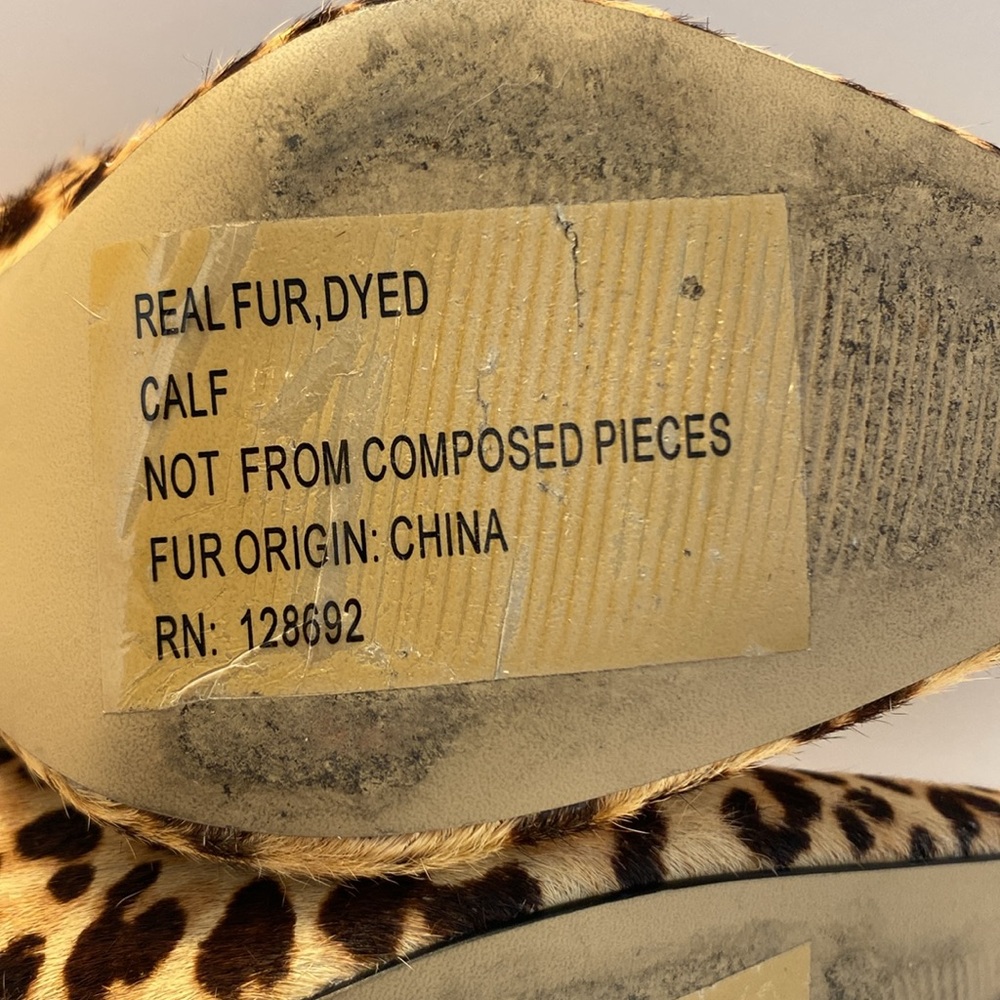 REAL FUR,DYED
CALF
NOT FROM COMPOSED PIECES
FUR ORIGIN: CHINA
RN: 128692